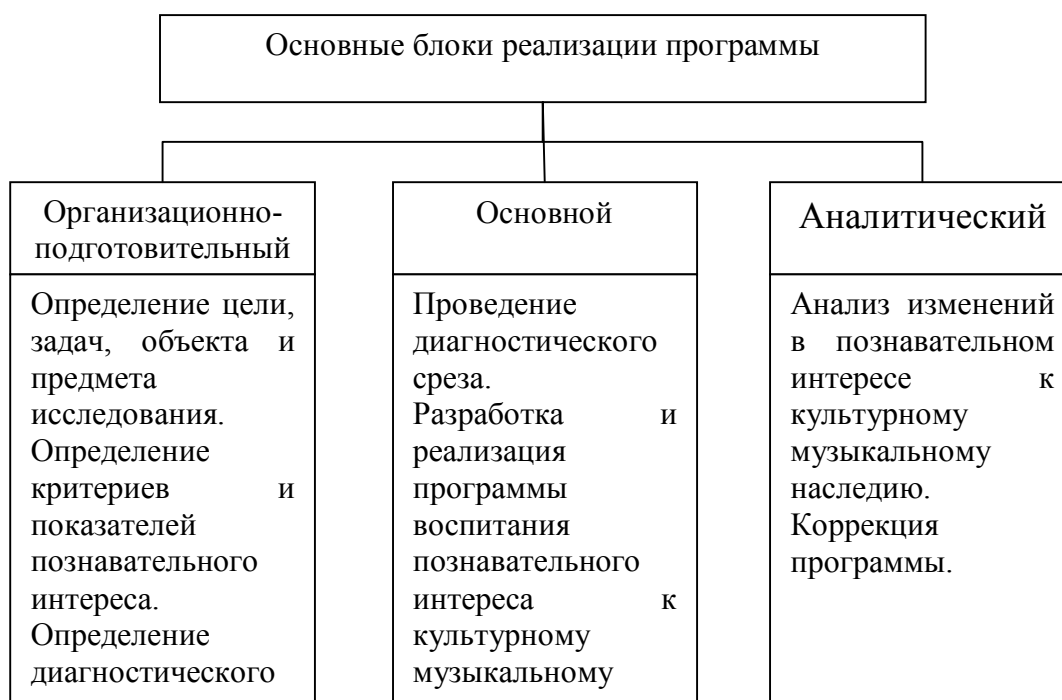 Основные блоки реализации программы
Организационно-
подготовительный
Определение цели,
задач, объекта и
предмета
исследования.
Определение
критериев и
показателей
познавательного
интереса.
Определение
диагностического
Основной
Проведение
диагностического
среза.
Разработка и
реализация
программы
воспитания
познавательного
интереса к
культурному
музыкальному
Аналитический
Анализ изменений
в познавательном
интересе к
культурному
музыкальному
наследию.
Коррекция
программы.